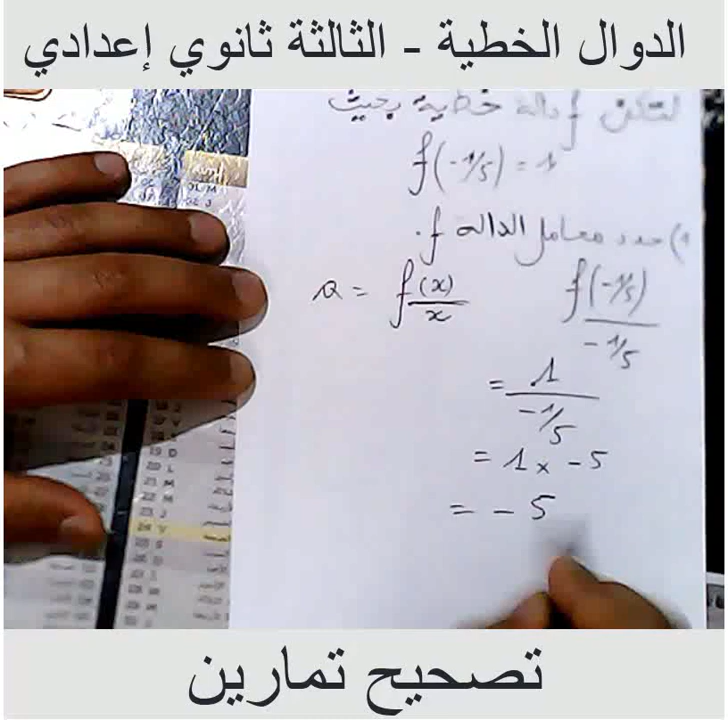 الدوال الخطية - الثالثة ثانوي إعدادي
لتكن f دالة خطية بحيث
f(-1/5) = 1
1) حدد معامل الدالة f.
a = f(x)/x f(-1/5)/-1/5
= 1/-1/5
= 1 × -5
= -5
تصحيح تمارين